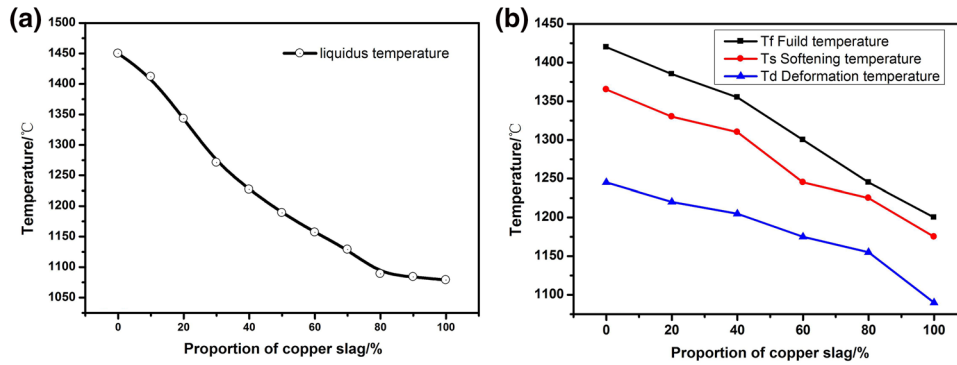 (a)
1500
1450
1400
1350
1300
1250
1200
1150
1100
1050
Temperature/℃
liquidus temperature
0 20 40 60 80 100
Proportion of copper slag/%
(b)
1450
1400
1350
1300
1250
1200
1150
1100
Temperature/℃
Tf Fuild temperature
Ts Softening temperature
Td Deformation temperature
0 20 40 60 80 100
Proportion of copper slag/%